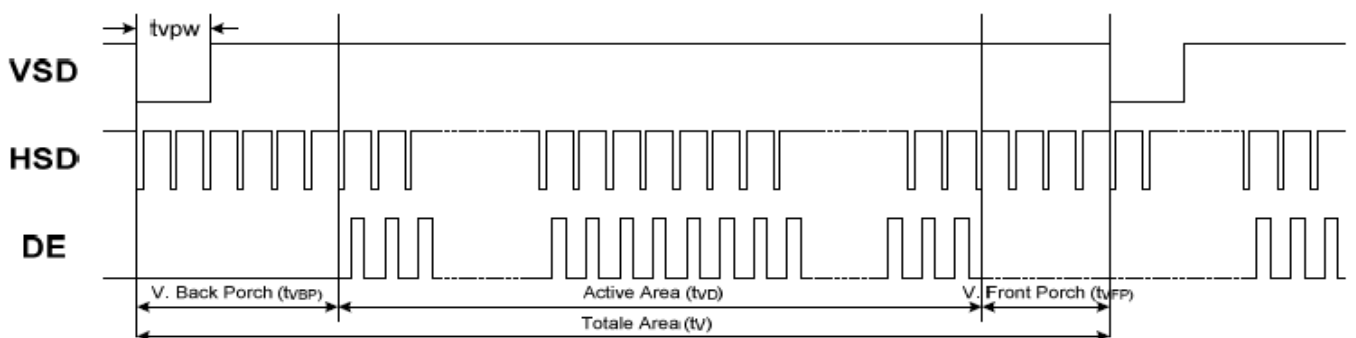 tvpw
VSD
HSD
DE
V. Back Porch (tVBP)
Active Area (tVD)
V. Front Porch (tVFP)
Totale Area (tV)